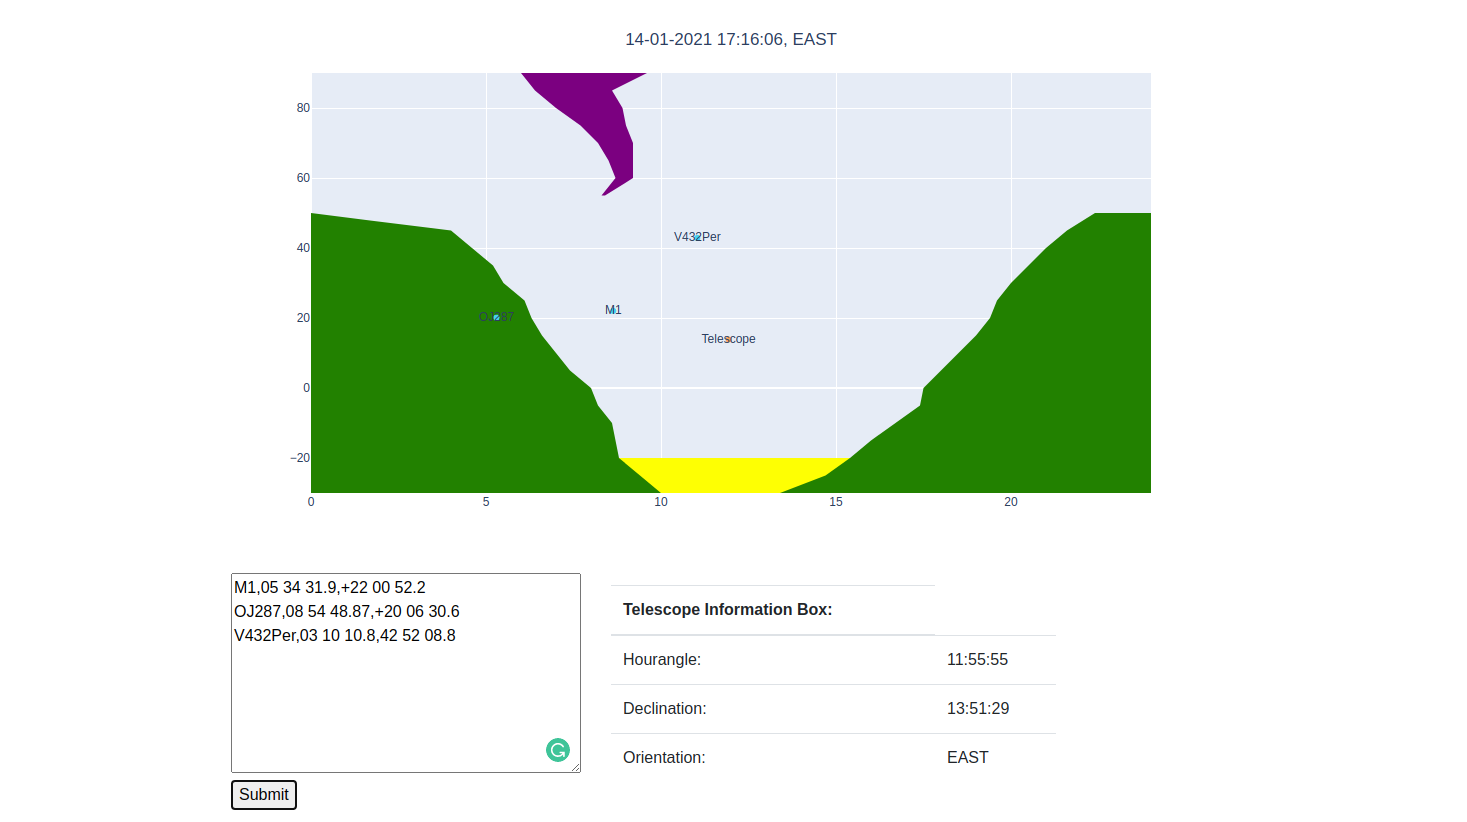 14-01-2021 17:16:06, EAST
80
60
40
20
0
−20
0 5 10 15 20
V432Per
M1
OJ287
Telescope
M1,05 34 31.9,+22 00 52.2
OJ287,08 54 48.87,+20 06 30.6
V432Per,03 10 10.8,42 52 08.8
Submit
Telescope Information Box:
Hourangle: 11:55:55
Declination: 13:51:29
Orientation: EAST